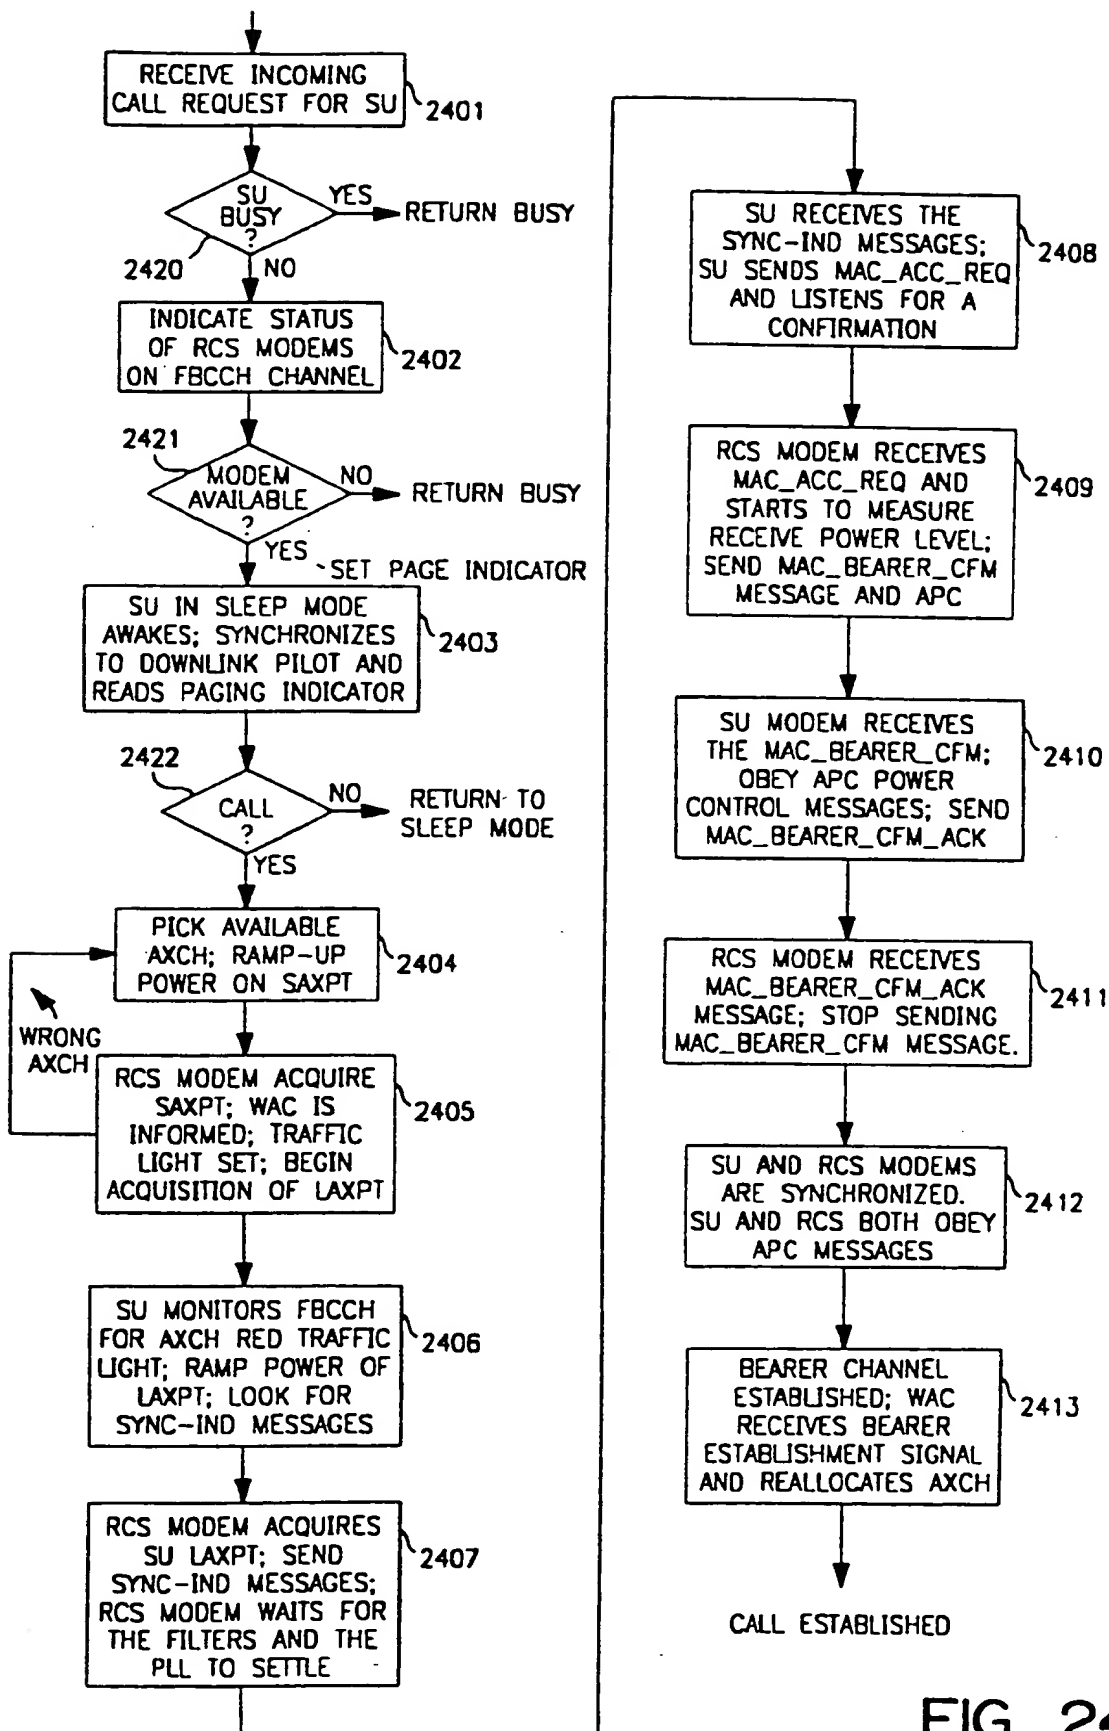 RECEIVE INCOMING
CALL REQUEST FOR SU
2401
SU
BUSY
?
YES
RETURN BUSY
2420
NO
INDICATE STATUS
OF RCS MODEMS
ON FBCCH CHANNEL
2402
2421
MODEM
AVAILABLE
?
NO
RETURN BUSY
YES
SET PAGE INDICATOR
SU IN SLEEP MODE
AWAKES; SYNCHRONIZES
TO DOWNLINK PILOT AND
READS PAGING INDICATOR
2403
2422
CALL
?
NO
RETURN TO
SLEEP MODE
YES
PICK AVAILABLE
AXCH; RAMP-UP
POWER ON SAXPT
2404
WRONG
AXCH
RCS MODEM ACQUIRE
SAXPT; WAC IS
INFORMED; TRAFFIC
LIGHT SET; BEGIN
ACQUISITION OF LAXPT
2405
SU MONITORS FBCCH
FOR AXCH RED TRAFFIC
LIGHT; RAMP POWER OF
LAXPT; LOOK FOR
SYNC-IND MESSAGES
2406
RCS MODEM ACQUIRES
SU LAXPT; SEND
SYNC-IND MESSAGES;
RCS MODEM WAITS FOR
THE FILTERS AND THE
PLL TO SETTLE
2407
SU RECEIVES THE
SYNC-IND MESSAGES;
SU SENDS MAC_ACC_REQ
AND LISTENS FOR A
CONFIRMATION
2408
RCS MODEM RECEIVES
MAC_ACC_REQ AND
STARTS TO MEASURE
RECEIVE POWER LEVEL;
SEND MAC_BEARER_CFM
MESSAGE AND APC
2409
SU MODEM RECEIVES
THE MAC_BEARER_CFM;
OBEY APC POWER
CONTROL MESSAGES; SEND
MAC_BEARER_CFM_ACK
2410
RCS MODEM RECEIVES
MAC_BEARER_CFM_ACK
MESSAGE; STOP SENDING
MAC_BEARER_CFM MESSAGE.
2411
SU AND RCS MODEMS
ARE SYNCHRONIZED.
SU AND RCS BOTH OBEY
APC MESSAGES
2412
BEARER CHANNEL
ESTABLISHED; WAC
RECEIVES BEARER
ESTABLISHMENT SIGNAL
AND REALLOCATES AXCH
2413
CALL ESTABLISHED
FIG. 24